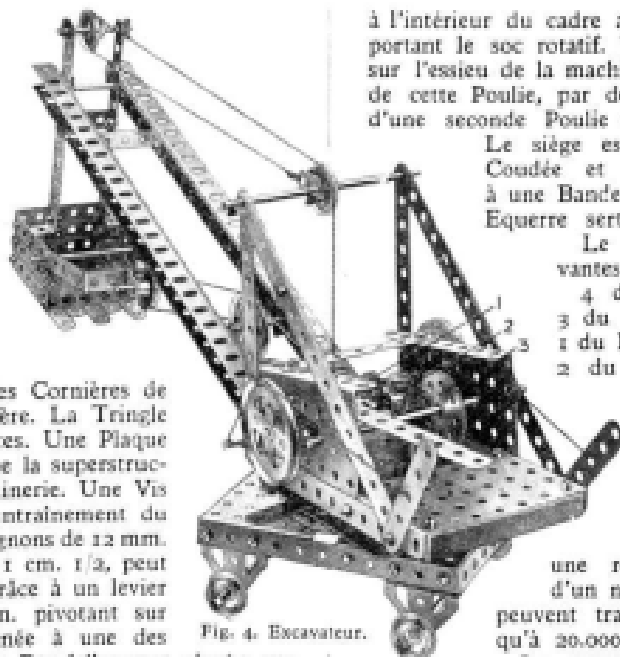 à l'intérieur du cadre a
portant le soc rotatif.
sur l'essieu de la mach
de cette Poulie, par de
d'une seconde Poulie
Le siège es
Coudée et
à une Bande
Equerre sert
Le
vantes
4 d
3 du
1 du
2 du
1
2
3
es Cornières de
ère. La Tringle
tes. Une Plaque
e la superstruc-
inerie. Une Vis
ntraînement du
gnons de 12 mm.
1 cm. 1/2, peut
râce à un levier
n. pivotant sur
née à une des
Fig. 4. Excavateur.
une r
d'un n
peuvent tra
qu'à 20.000